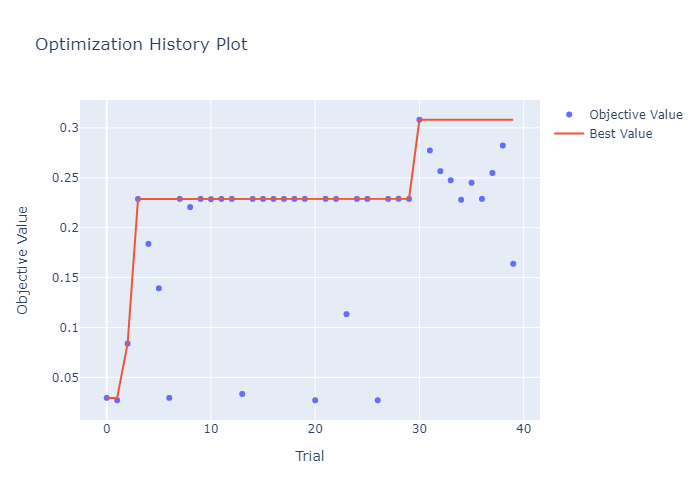 Optimization History Plot
Objective Value
Best Value
0.3
0.25
0.2
0.15
0.1
0.05
Objective Value
0 10 20 30 40
Trial